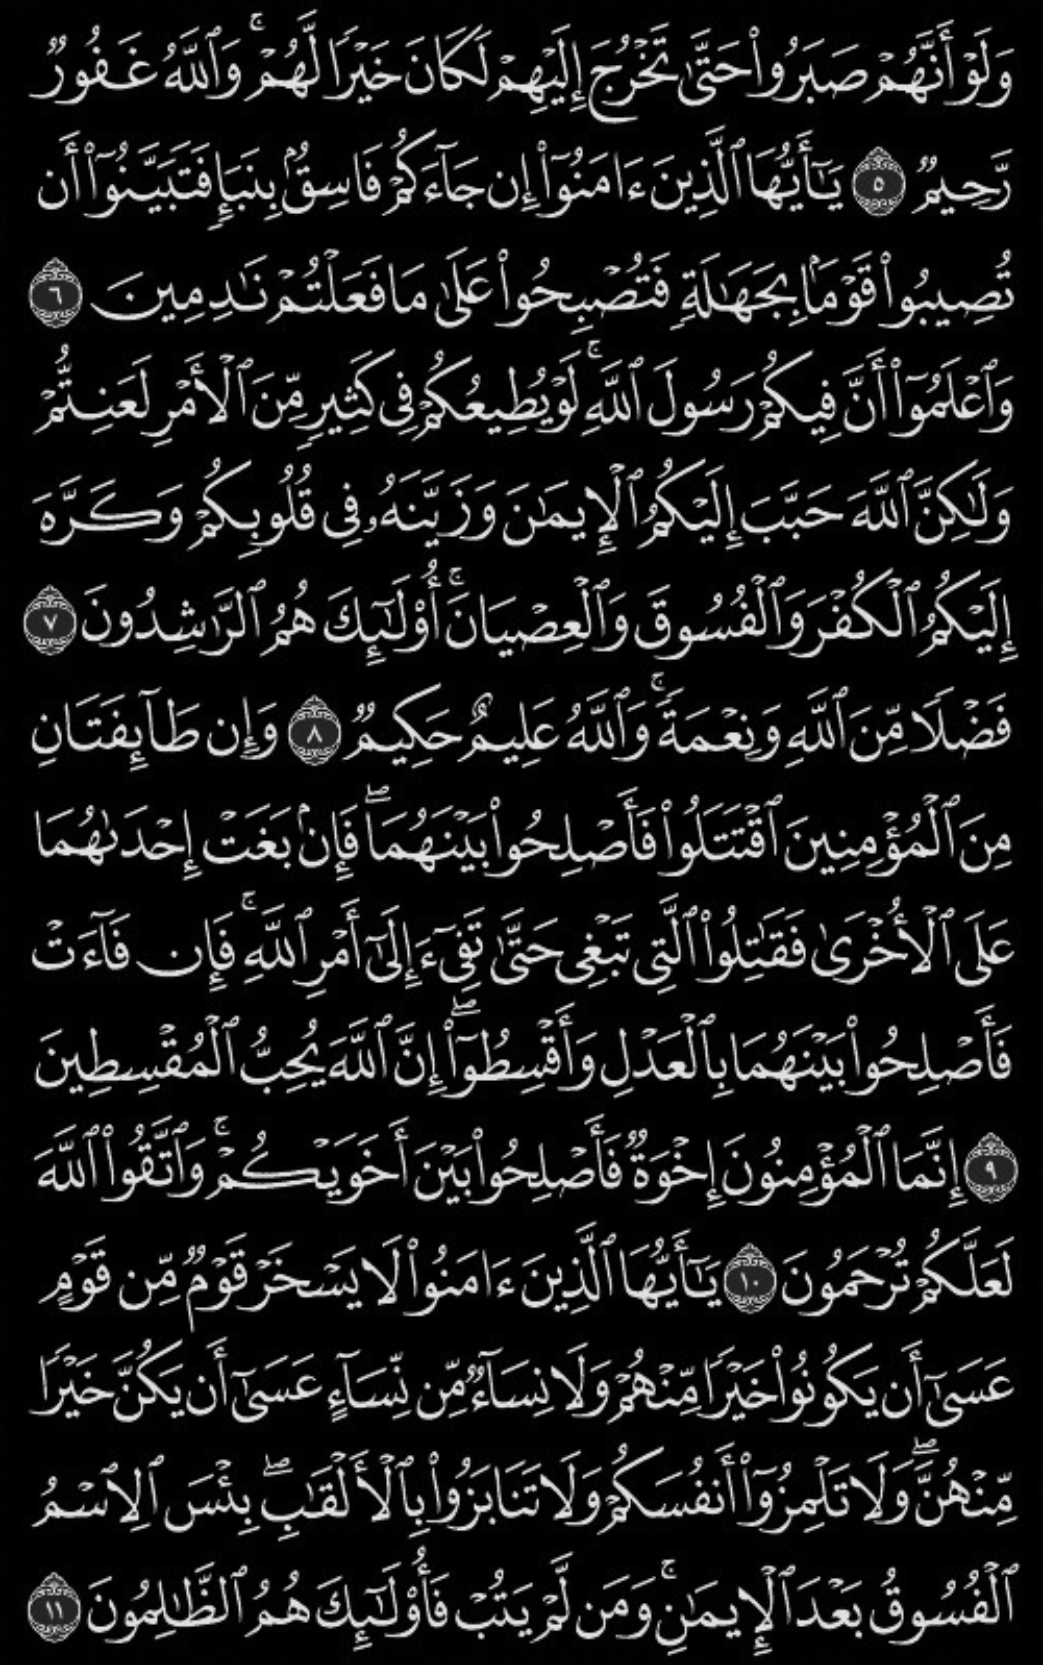 وَلَوْ أَنَّهُمْ صَبَرُوا۟ حَتَّىٰ تَخْرُجَ إِلَيْهِمْ لَكَانَ خَيْرًا لَّهُمْ ۚ وَٱللَّهُ غَفُورٌ
رَّحِيمٌ ٥ يَـٰٓأَيُّهَا ٱلَّذِينَ ءَامَنُوٓا۟ إِن جَآءَكُمْ فَاسِقٌۢ بِنَبَإٍ فَتَبَيَّنُوٓا۟ أَن
تُصِيبُوا۟ قَوْمًۢا بِجَهَـٰلَةٍ فَتُصْبِحُوا۟ عَلَىٰ مَا فَعَلْتُمْ نَـٰدِمِينَ ٦
وَٱعْلَمُوٓا۟ أَنَّ فِيكُمْ رَسُولَ ٱللَّهِ ۚ لَوْ يُطِيعُكُمْ فِى كَثِيرٍ مِّنَ ٱلْأَمْرِ لَعَنِتُّمْ
وَلَـٰكِنَّ ٱللَّهَ حَبَّبَ إِلَيْكُمُ ٱلْإِيمَـٰنَ وَزَيَّنَهُۥ فِى قُلُوبِكُمْ وَكَرَّهَ
إِلَيْكُمُ ٱلْكُفْرَ وَٱلْفُسُوقَ وَٱلْعِصْيَانَ ۚ أُو۟لَـٰٓئِكَ هُمُ ٱلرَّٰشِدُونَ ٧
فَضْلًا مِّنَ ٱللَّهِ وَنِعْمَةً ۚ وَٱللَّهُ عَلِيمٌ حَكِيمٌ ٨ وَإِن طَآئِفَتَانِ
مِنَ ٱلْمُؤْمِنِينَ ٱقْتَتَلُوا۟ فَأَصْلِحُوا۟ بَيْنَهُمَا ۖ فَإِنۢ بَغَتْ إِحْدَىٰهُمَا
عَلَى ٱلْأُخْرَىٰ فَقَـٰتِلُوا۟ ٱلَّتِى تَبْغِى حَتَّىٰ تَفِىٓءَ إِلَىٰٓ أَمْرِ ٱللَّهِ ۚ فَإِن فَآءَتْ
فَأَصْلِحُوا۟ بَيْنَهُمَا بِٱلْعَدْلِ وَأَقْسِطُوٓا۟ ۖ إِنَّ ٱللَّهَ يُحِبُّ ٱلْمُقْسِطِينَ
٩ إِنَّمَا ٱلْمُؤْمِنُونَ إِخْوَةٌ فَأَصْلِحُوا۟ بَيْنَ أَخَوَيْكُمْ ۚ وَٱتَّقُوا۟ ٱللَّهَ
لَعَلَّكُمْ تُرْحَمُونَ ١٠ يَـٰٓأَيُّهَا ٱلَّذِينَ ءَامَنُوا۟ لَا يَسْخَرْ قَوْمٌ مِّن قَوْمٍ
عَسَىٰٓ أَن يَكُونُوا۟ خَيْرًا مِّنْهُمْ وَلَا نِسَآءٌ مِّن نِّسَآءٍ عَسَىٰٓ أَن يَكُنَّ خَيْرًا
مِّنْهُنَّ ۖ وَلَا تَلْمِزُوٓا۟ أَنفُسَكُمْ وَلَا تَنَابَزُوا۟ بِٱلْأَلْقَـٰبِ ۖ بِئْسَ ٱلِٱسْمُ
ٱلْفُسُوقُ بَعْدَ ٱلْإِيمَـٰنِ ۚ وَمَن لَّمْ يَتُبْ فَأُو۟لَـٰٓئِكَ هُمُ ٱلظَّـٰلِمُونَ ١١